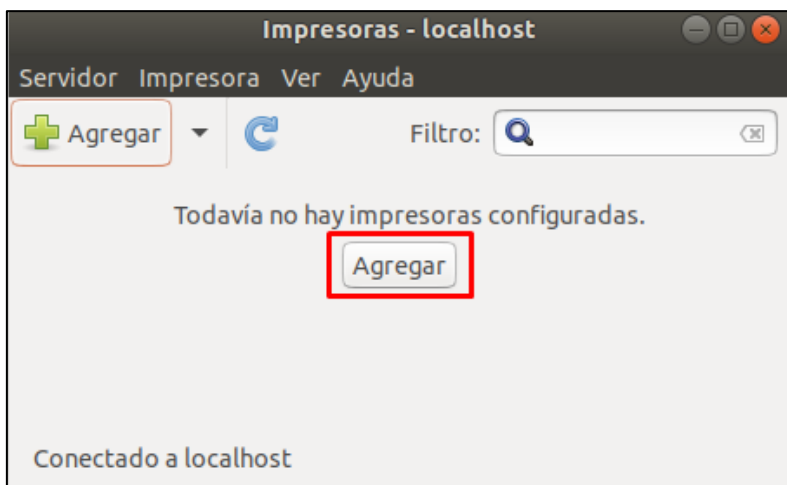 Impresoras - localhost
Servidor Impresora Ver Ayuda
Agregar Filtro:
Todavía no hay impresoras configuradas.
Agregar
Conectado a localhost